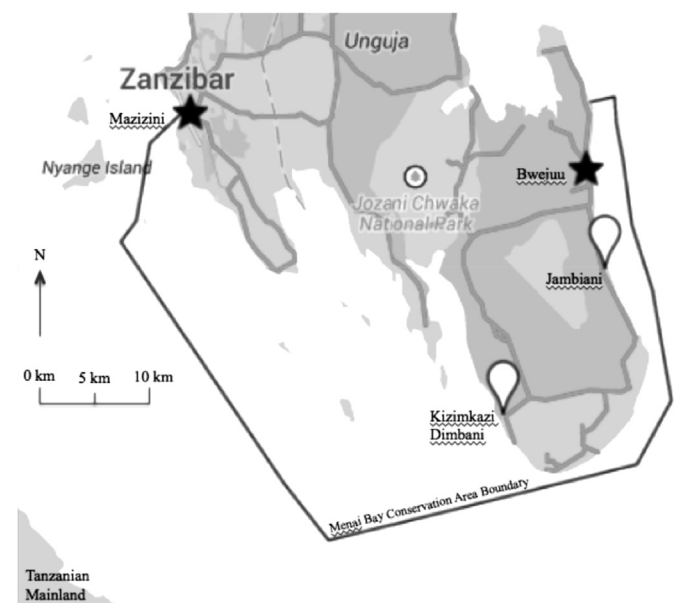 Unguja
Zanzibar
Mazizini
Nyange Island
Bwejuu
Jozani Chwaka
National Park
N
Jambiani
0 km 5 km 10 km
Kizimkazi
Dimbani
Menai Bay Conservation Area Boundary
Tanzanian
Mainland